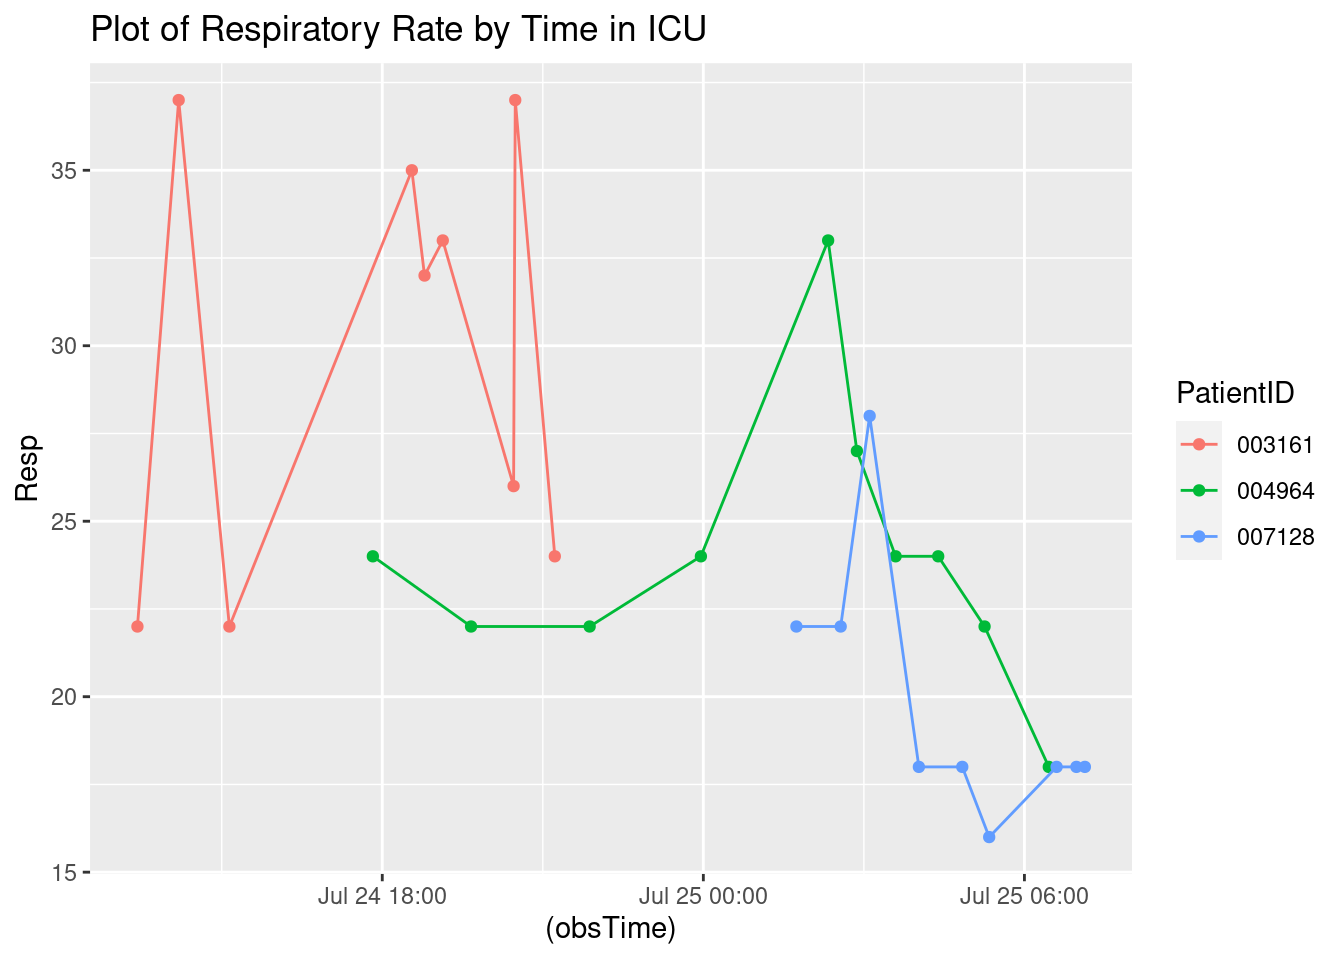 Plot of Respiratory Rate by Time in ICU
35
30
25
20
15
Resp
Jul 24 18:00
Jul 25 00:00
Jul 25 06:00
(obsTime)
PatientID
003161
004964
007128